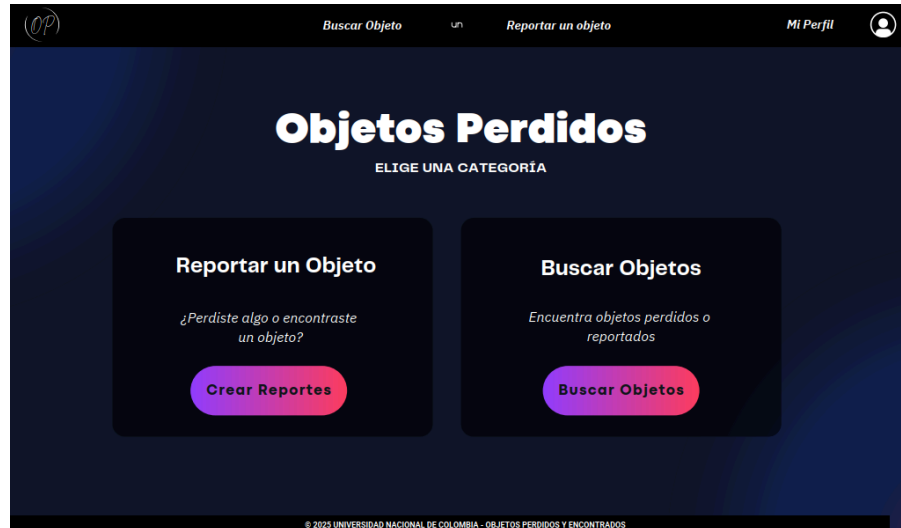 OP
Buscar Objeto un Reportar un objeto Mi Perfil
Objetos Perdidos
ELIGE UNA CATEGORÍA
Reportar un Objeto
¿Perdiste algo o encontraste
un objeto?
Crear Reportes
Buscar Objetos
Encuentra objetos perdidos o
reportados
Buscar Objetos
© 2025 UNIVERSIDAD NACIONAL DE COLOMBIA - OBJETOS PERDIDOS Y ENCONTRADOS